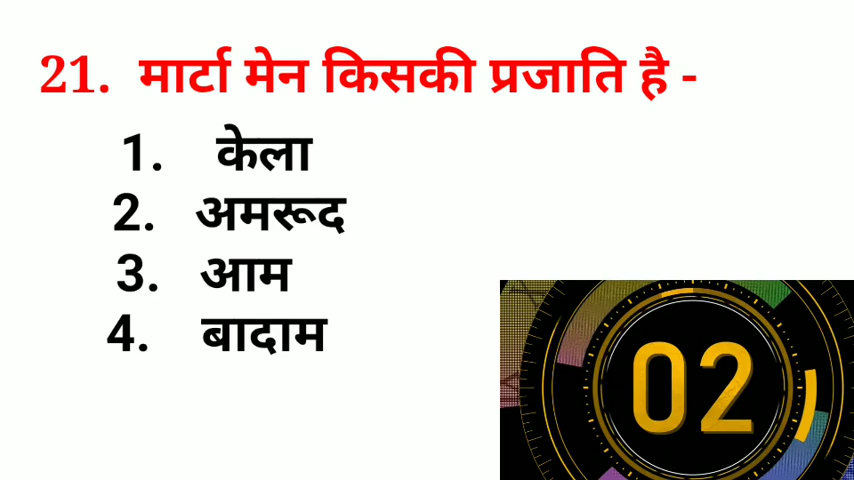 21. मार्टा मेन किसकी प्रजाति है -
1. केला
2. अमरूद
3. आम
4. बादाम
02